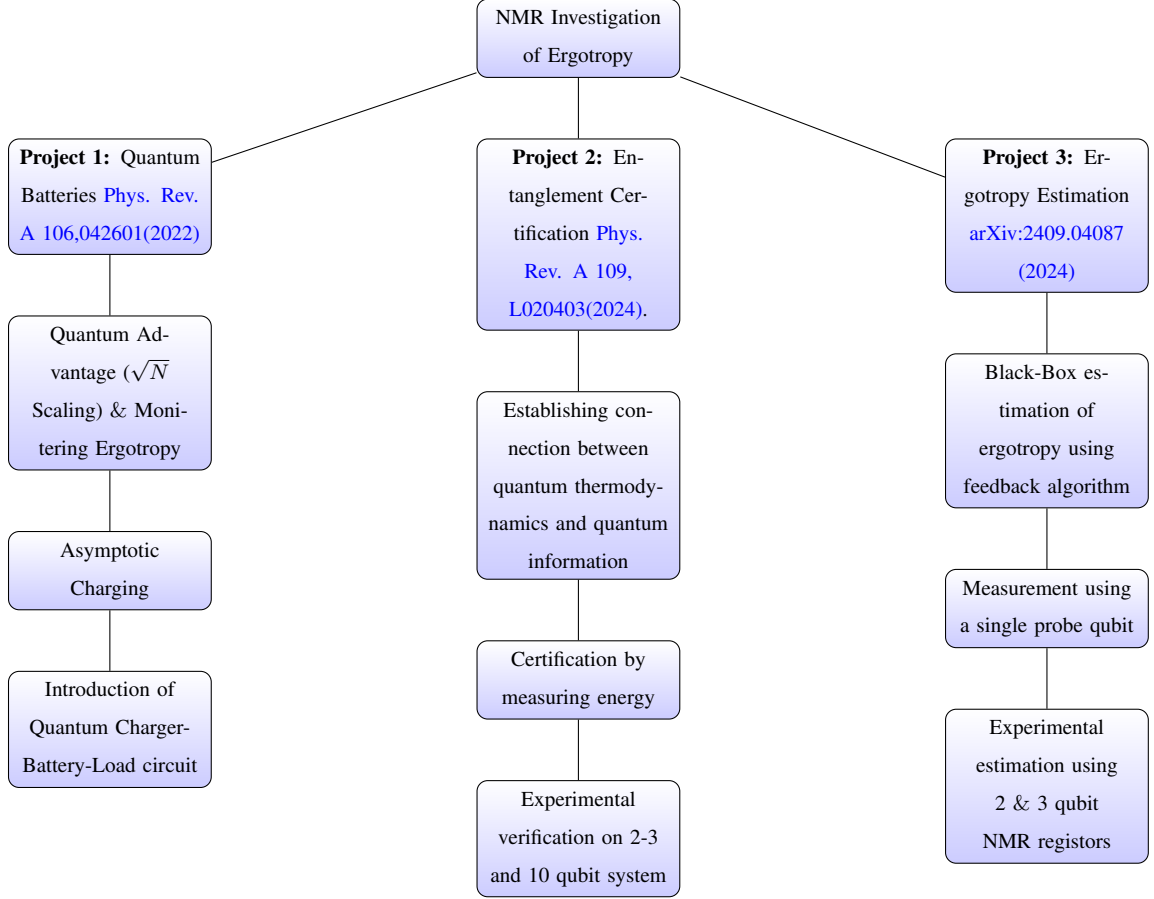 NMR Investigation
of Ergotropy
Project 1: Quantum
Batteries Phys. Rev.
A 106,042601(2022)
Quantum Ad-
vantage (√N
Scaling) & Moni-
tering Ergotropy
Asymptotic
Charging
Introduction of
Quantum Charger-
Battery-Load circuit
Project 2: En-
tanglement Cer-
tification Phys.
Rev. A 109,
L020403(2024).
Establishing con-
nection between
quantum thermody-
namics and quantum
information
Certification by
measuring energy
Experimental
verification on 2-3
and 10 qubit system
Project 3: Er-
gotropy Estimation
arXiv:2409.04087
(2024)
Black-Box es-
timation of
ergotropy using
feedback algorithm
Measurement using
a single probe qubit
Experimental
estimation using
2 & 3 qubit
NMR registors